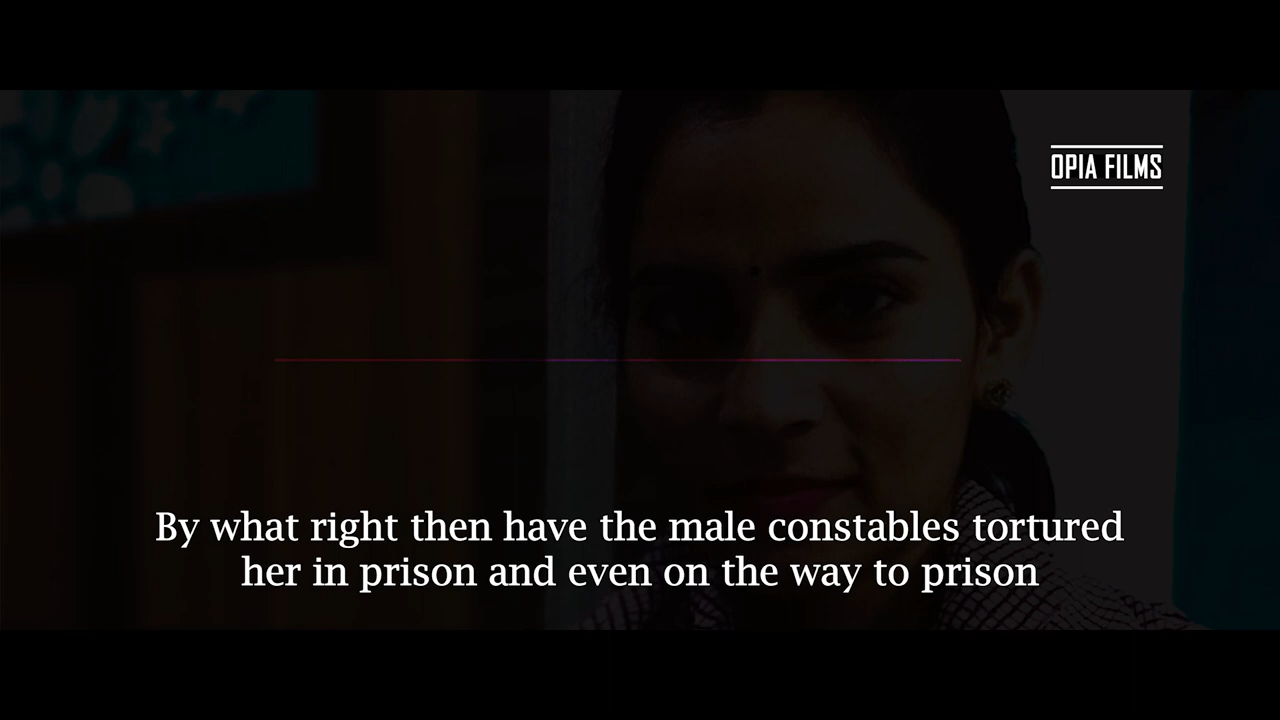 OPIA FILMS
By what right then have the male constables tortured
her in prison and even on the way to prison